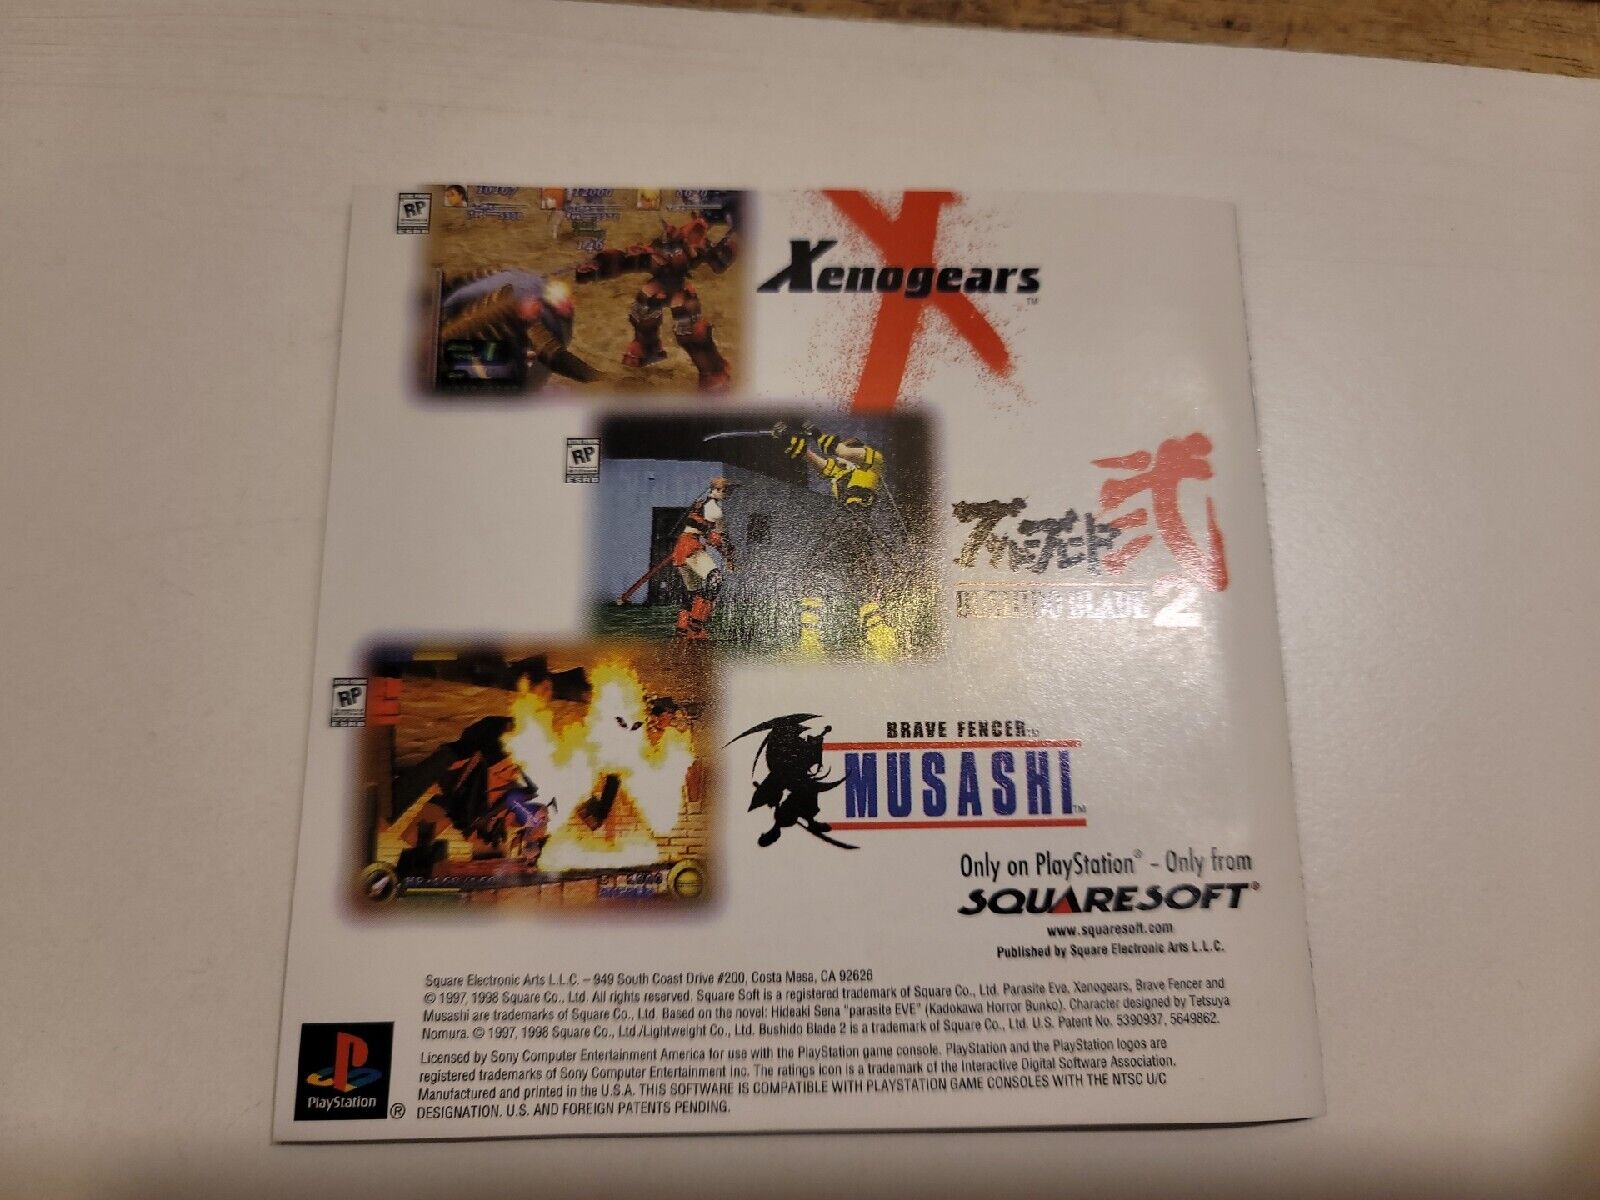 RP
Xenogears™
146
RP
ESRB
BUSHIDO BLADE 2
RP
ESRB
BRAVE FENCER™
MUSASHI™
Only on PlayStation® – Only from
SQUARESOFT®
www.squaresoft.com
Published by Square Electronic Arts L.L.C.
Square Electronic Arts L.L.C. – 949 South Coast Drive #200, Costa Mesa, CA 92626
© 1997, 1998 Square Co., Ltd. All rights reserved. Square Soft is a registered trademark of Square Co., Ltd. Parasite Eve, Xenogears, Brave Fencer and
Musashi are trademarks of Square Co., Ltd. Based on the novel: Hideaki Sena "parasite EVE" (Kadokawa Horror Bunko). Character designed by Tetsuya
Nomura. © 1997, 1998 Square Co., Ltd./Lightweight Co., Ltd. Bushido Blade 2 is a trademark of Square Co., Ltd. U.S. Patent No. 5390937, 5649862.
Licensed by Sony Computer Entertainment America for use with the PlayStation game console. PlayStation and the PlayStation logos are
registered trademarks of Sony Computer Entertainment Inc. The ratings icon is a trademark of the Interactive Digital Software Association.
Manufactured and printed in the U.S.A. THIS SOFTWARE IS COMPATIBLE WITH PLAYSTATION GAME CONSOLES WITH THE NTSC U/C
DESIGNATION. U.S. AND FOREIGN PATENTS PENDING.
PlayStation ®